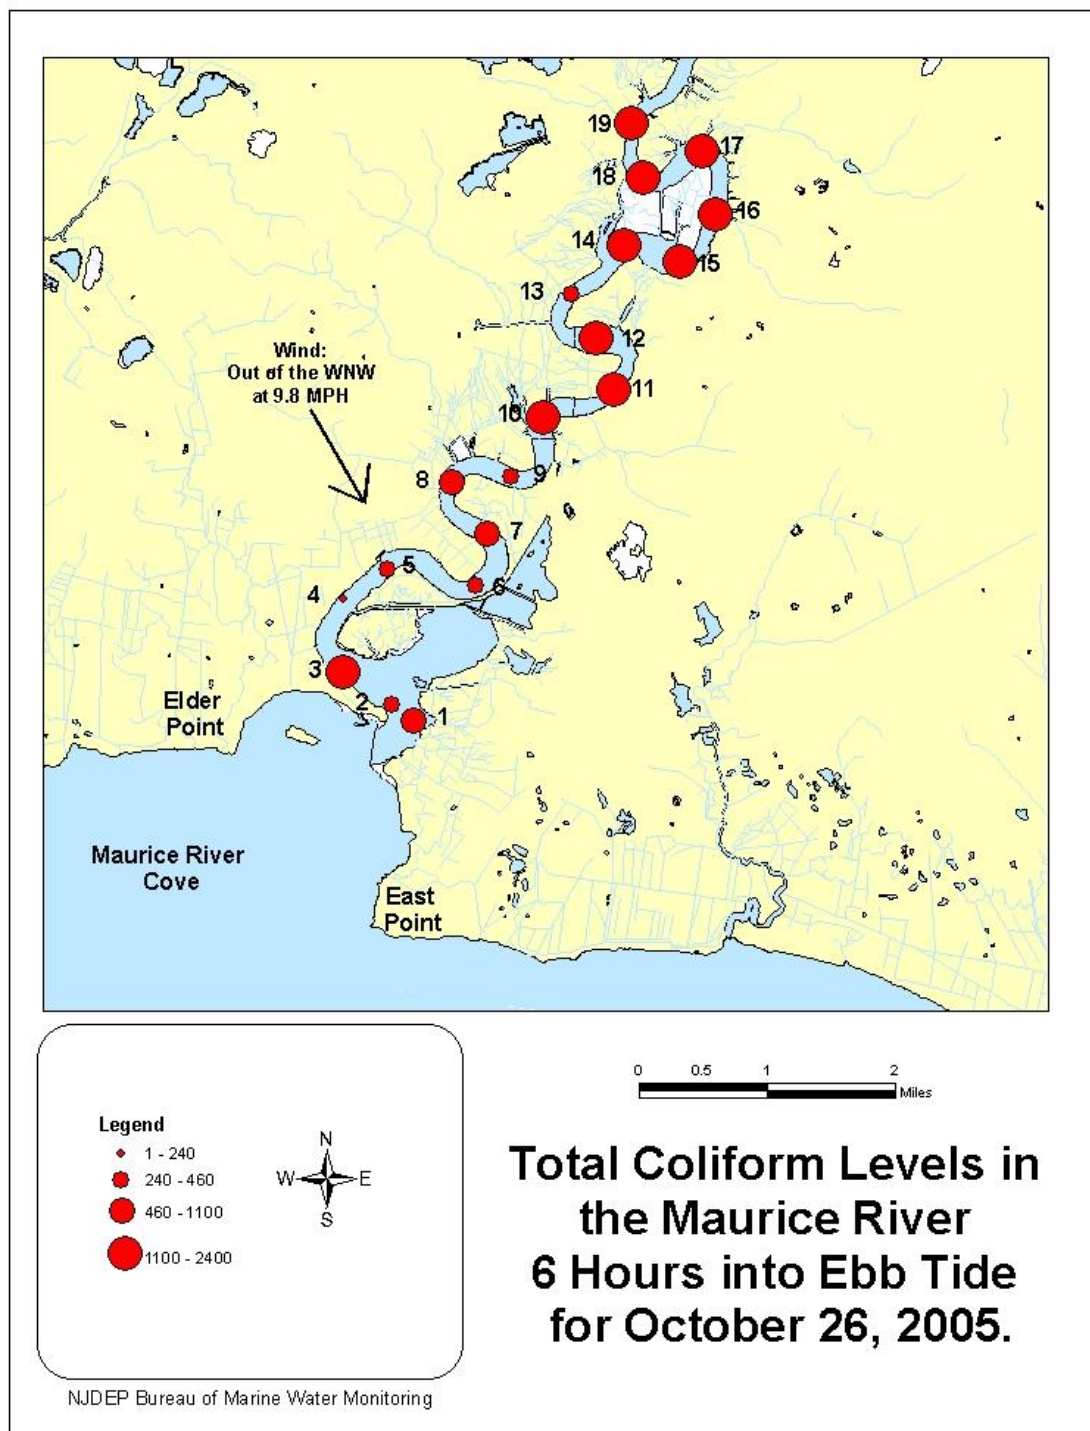 19
17
18
16
14
15
13
12
Wind:
Out of the WNW
at 9.8 MPH
11
10
8
9
7
5
6
4
3
Elder
Point
2
1
Maurice River
Cove
East
Point
0 0.5 1 2
Miles
Legend
1 - 240
240 - 460
460 - 1100
1100 - 2400
N
W E
S
Total Coliform Levels in
the Maurice River
6 Hours into Ebb Tide
for October 26, 2005.
NJDEP Bureau of Marine Water Monitoring